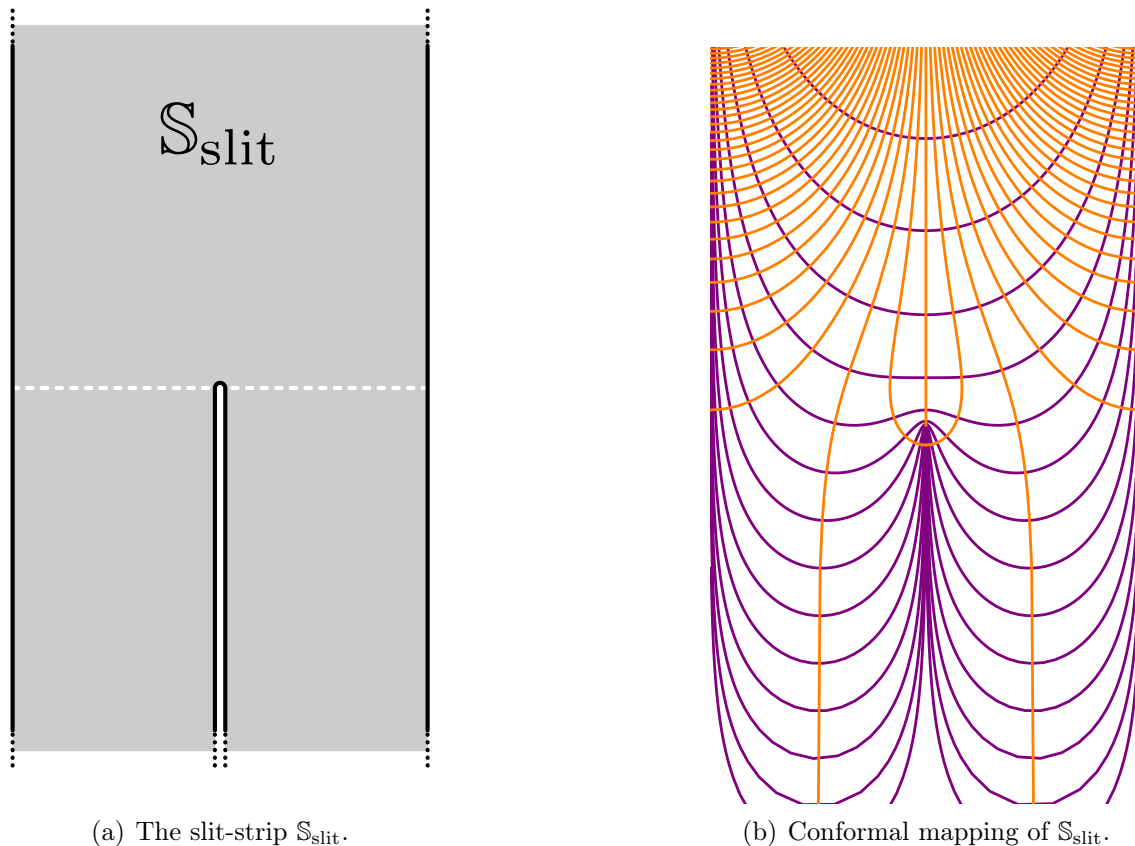 𝕊slit
(a) The slit-strip 𝕊slit.
(b) Conformal mapping of 𝕊slit.